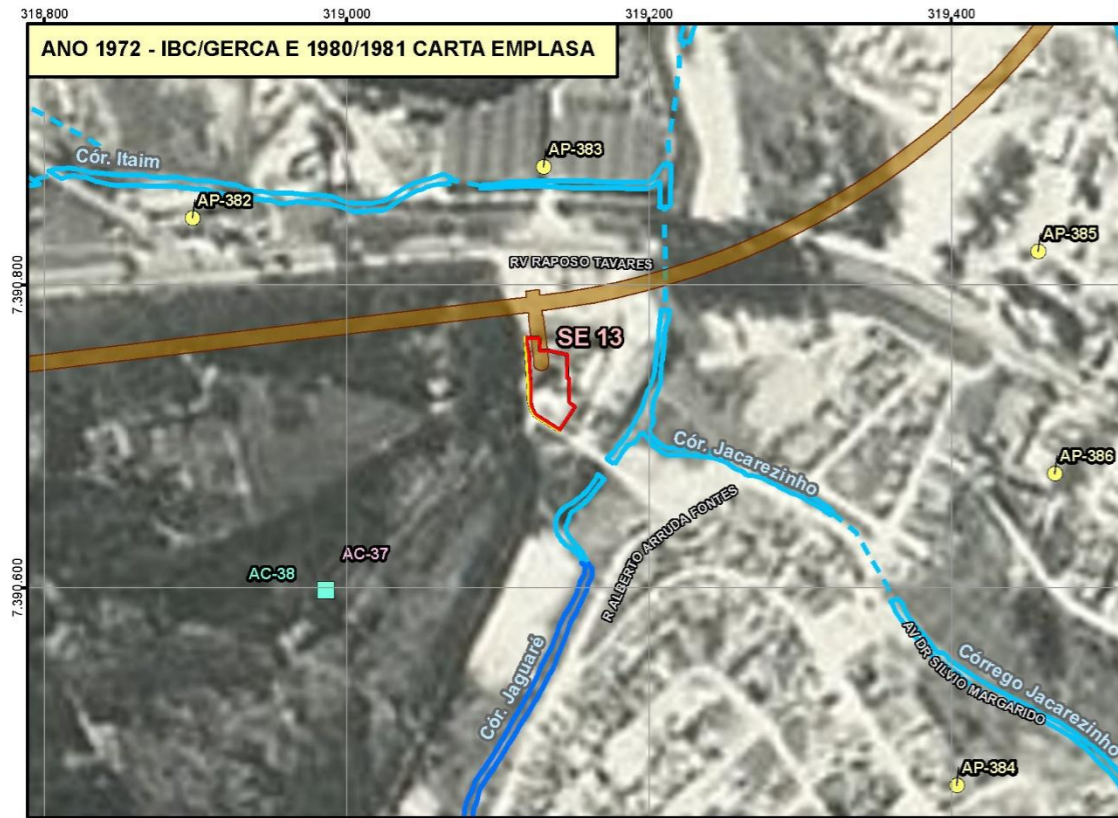 318,800
319,000
319,200
319,400
ANO 1972 - IBC/GERCA E 1980/1981 CARTA EMPLASA
Cór. Itaim
AP-383
AP-382
AP-385
RV RAPOSO TAVARES
7.390.800
SE 13
Cór. Jacarezinho
AP-386
R ALBERTO ARRUDA FONTES
AC-37
AC-38
7.390.600
Cór. Jaguaré
AV DR SILVIO MARGARIDO
Córrego Jacarezinho
AP-384